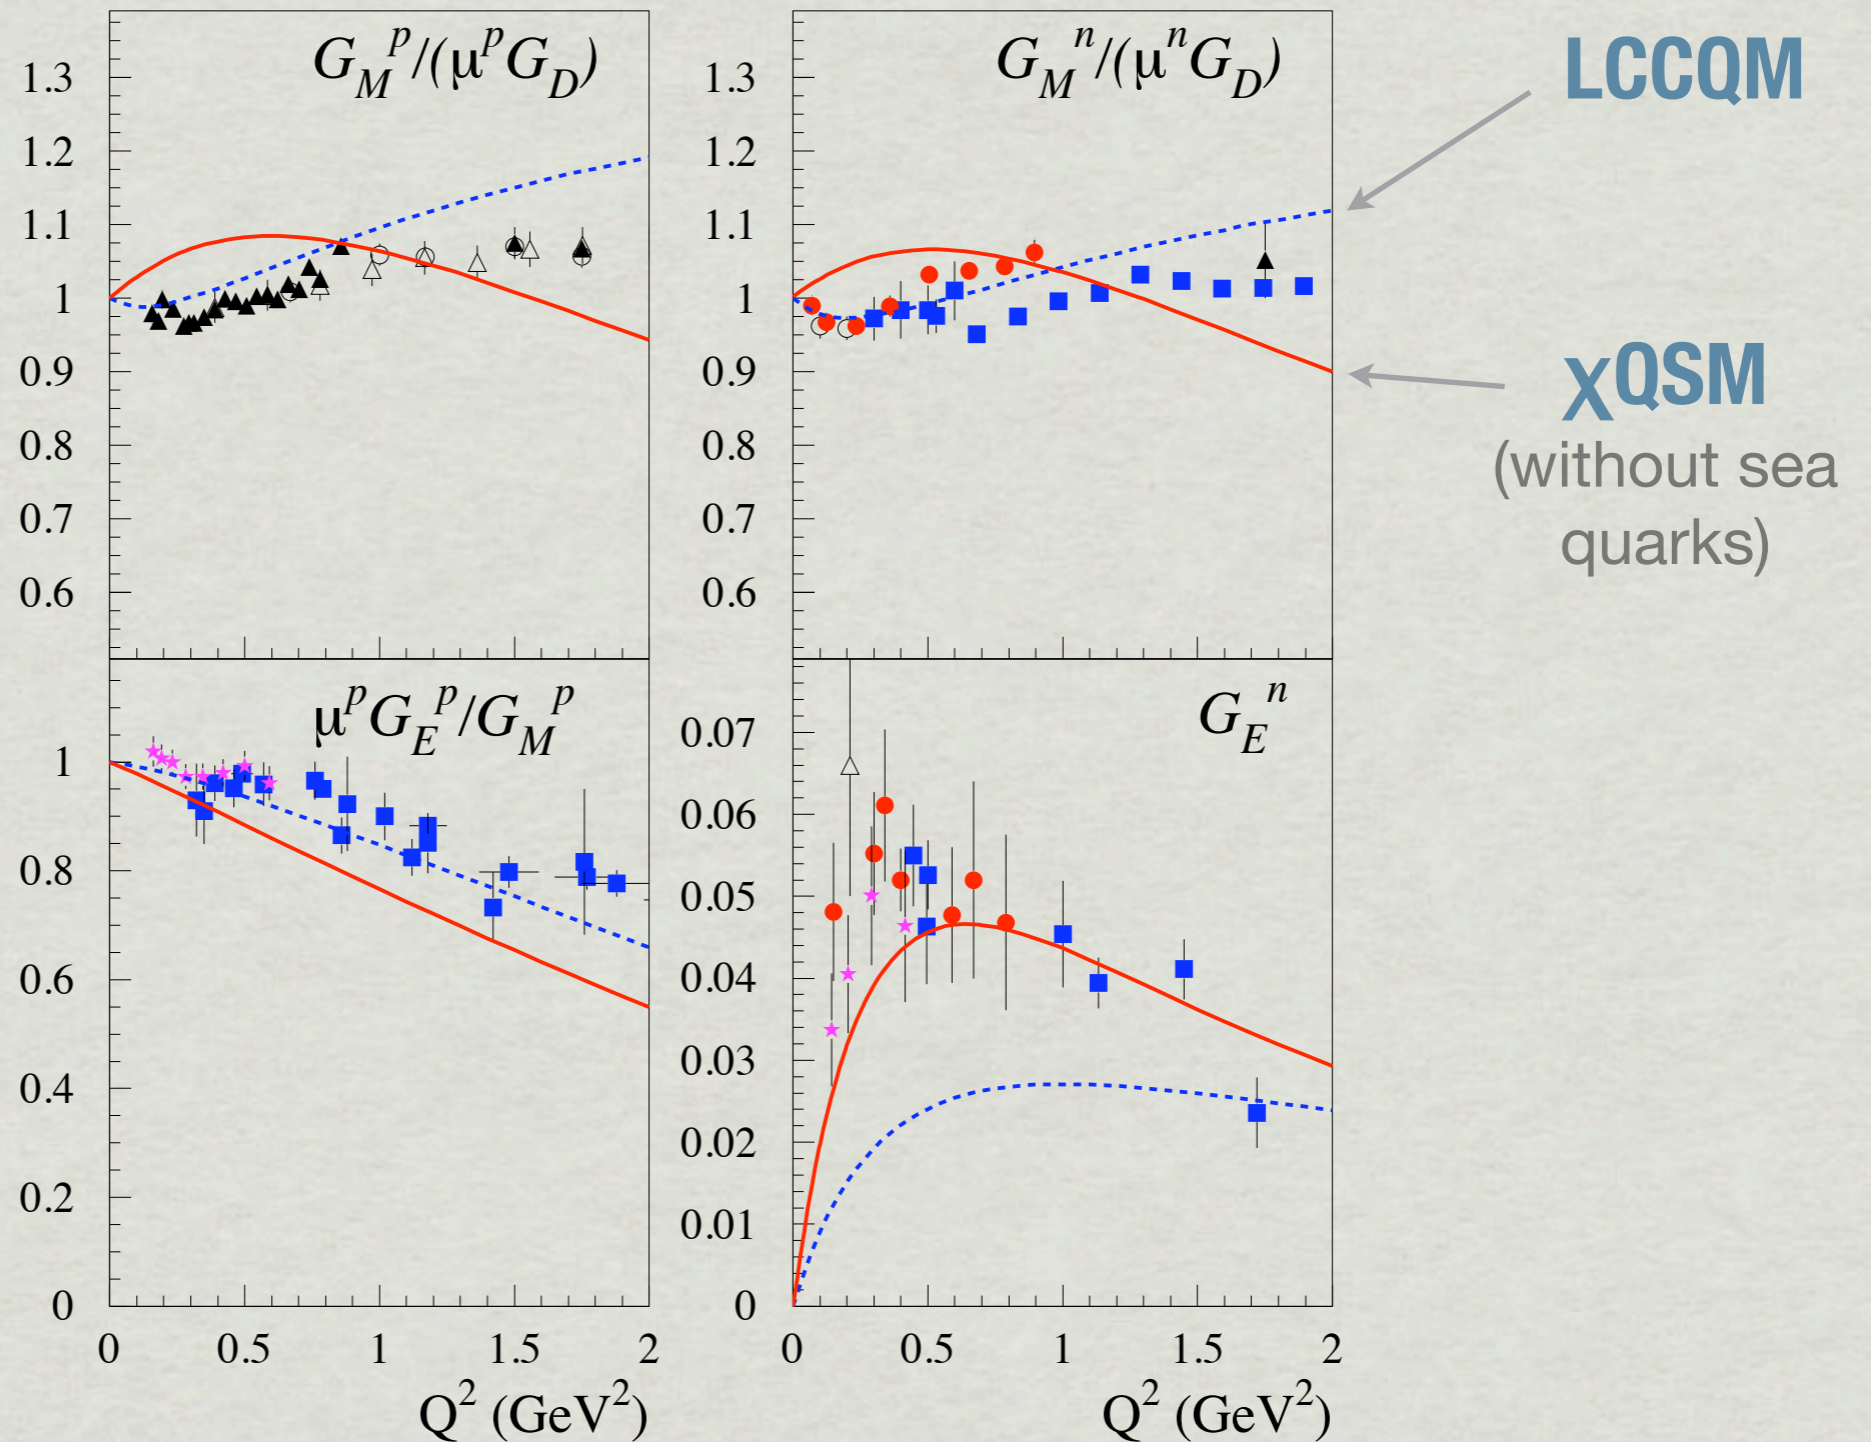 G_M^p/(μ^p G_D)
1.3
1.2
1.1
1
0.9
0.8
0.7
0.6
G_M^n/(μ^n G_D)
1.3
1.2
1.1
1
0.9
0.8
0.7
0.6
LCCQM
χQSM
(without sea
quarks)
μ^p G_E^p/G_M^p
1
0.8
0.6
0.4
0.2
0
0 0.5 1 1.5 2
Q^2 (GeV^2)
G_E^n
0.07
0.06
0.05
0.04
0.03
0.02
0.01
0
0 0.5 1 1.5 2
Q^2 (GeV^2)